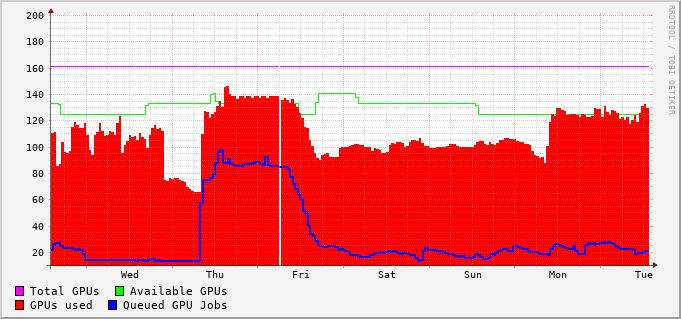 200
180
160
140
120
100
80
60
40
20
Wed Thu Fri Sat Sun Mon Tue
Total GPUs Available GPUs
GPUs used Queued GPU Jobs
RRDTOOL / TOBI OETIKER